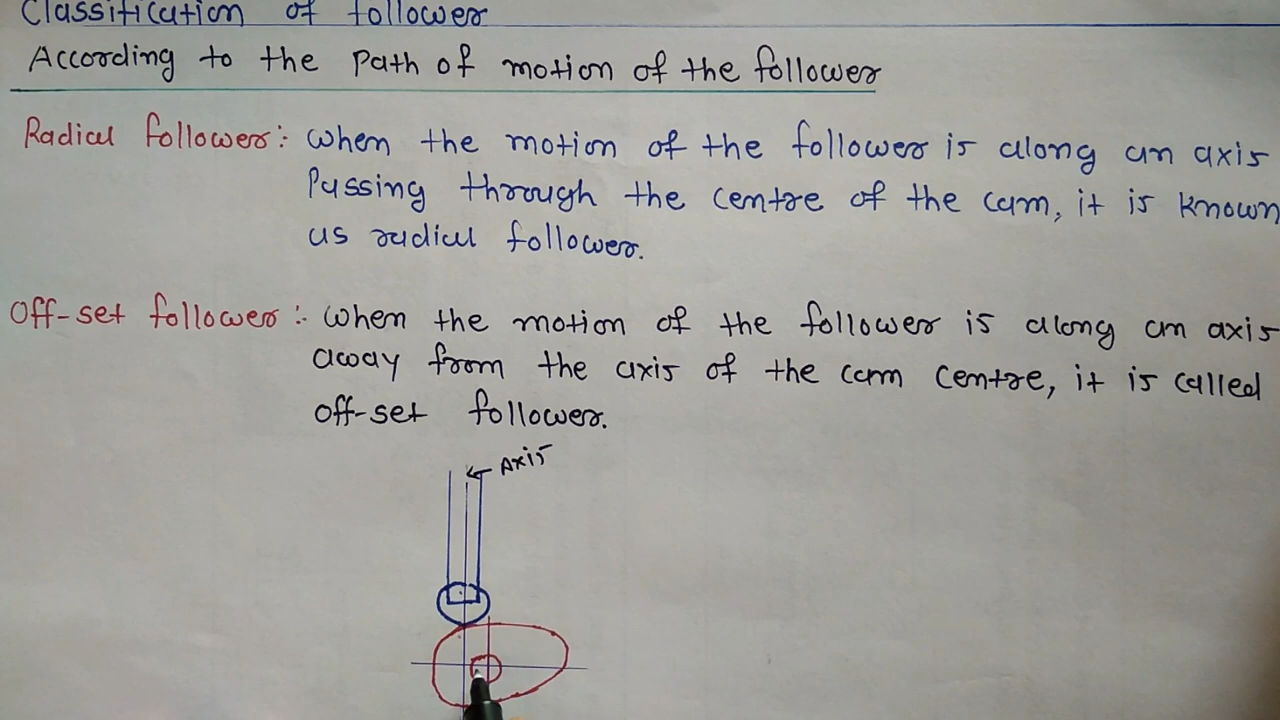 Classification of follower
According to the Path of motion of the follower
Radial follower:- When the motion of the follower is along an axis
Passing through the centre of the cam, it is known
as radial follower.
Off-set follower:- When the motion of the follower is along an axis
away from the axis of the cam centre, it is called
off-set follower.
← Axis